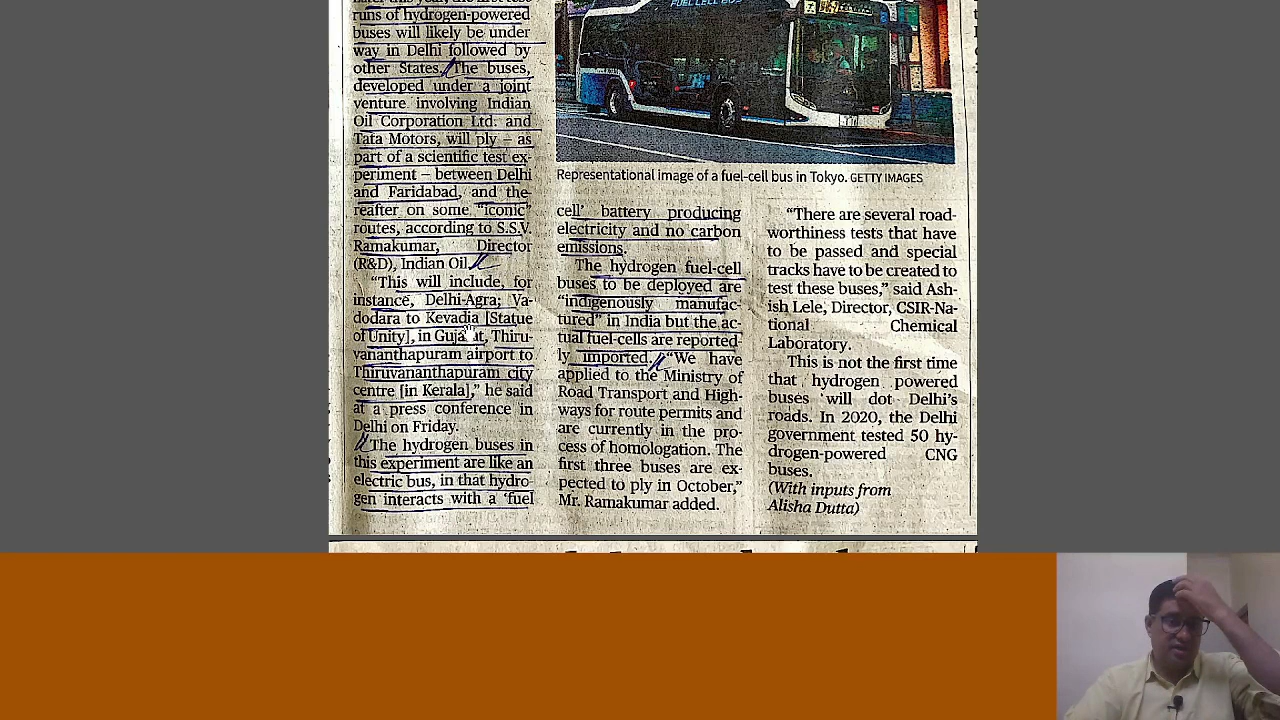 later this year, the first test
runs of hydrogen-powered
buses will likely be under
way in Delhi followed by
other States. The buses,
developed under a joint
venture involving Indian
Oil Corporation Ltd. and
Tata Motors, will ply – as
part of a scientific test ex-
periment – between Delhi
and Faridabad, and the-
reafter on some “iconic”
routes, according to S.S.V.
Ramakumar, Director
(R&D), Indian Oil.
This will include, for
instance, Delhi-Agra; Va-
dodara to Kevadia [Statue
of Unity], in Gujarat, Thiru-
vananthapuram airport to
Thiruvananthapuram city
centre [in Kerala],” he said
at a press conference in
Delhi on Friday.
The hydrogen buses in
this experiment are like an
electric bus, in that hydro-
gen interacts with a ‘fuel
FUEL CELL BUS
Representational image of a fuel-cell bus in Tokyo. GETTY IMAGES
cell’ battery producing
electricity and no carbon
emissions.
The hydrogen fuel-cell
buses to be deployed are
“indigenously manufac-
tured” in India but the ac-
tual fuel-cells are reported-
ly imported. “We have
applied to the Ministry of
Road Transport and High-
ways for route permits and
are currently in the pro-
cess of homologation. The
first three buses are ex-
pected to ply in October,”
Mr. Ramakumar added.
“There are several road-
worthiness tests that have
to be passed and special
tracks have to be created to
test these buses,” said Ash-
ish Lele, Director, CSIR-Na-
tional Chemical
Laboratory.
This is not the first time
that hydrogen powered
buses will dot Delhi’s
roads. In 2020, the Delhi
government tested 50 hy-
drogen-powered CNG
buses.
(With inputs from
Alisha Dutta)